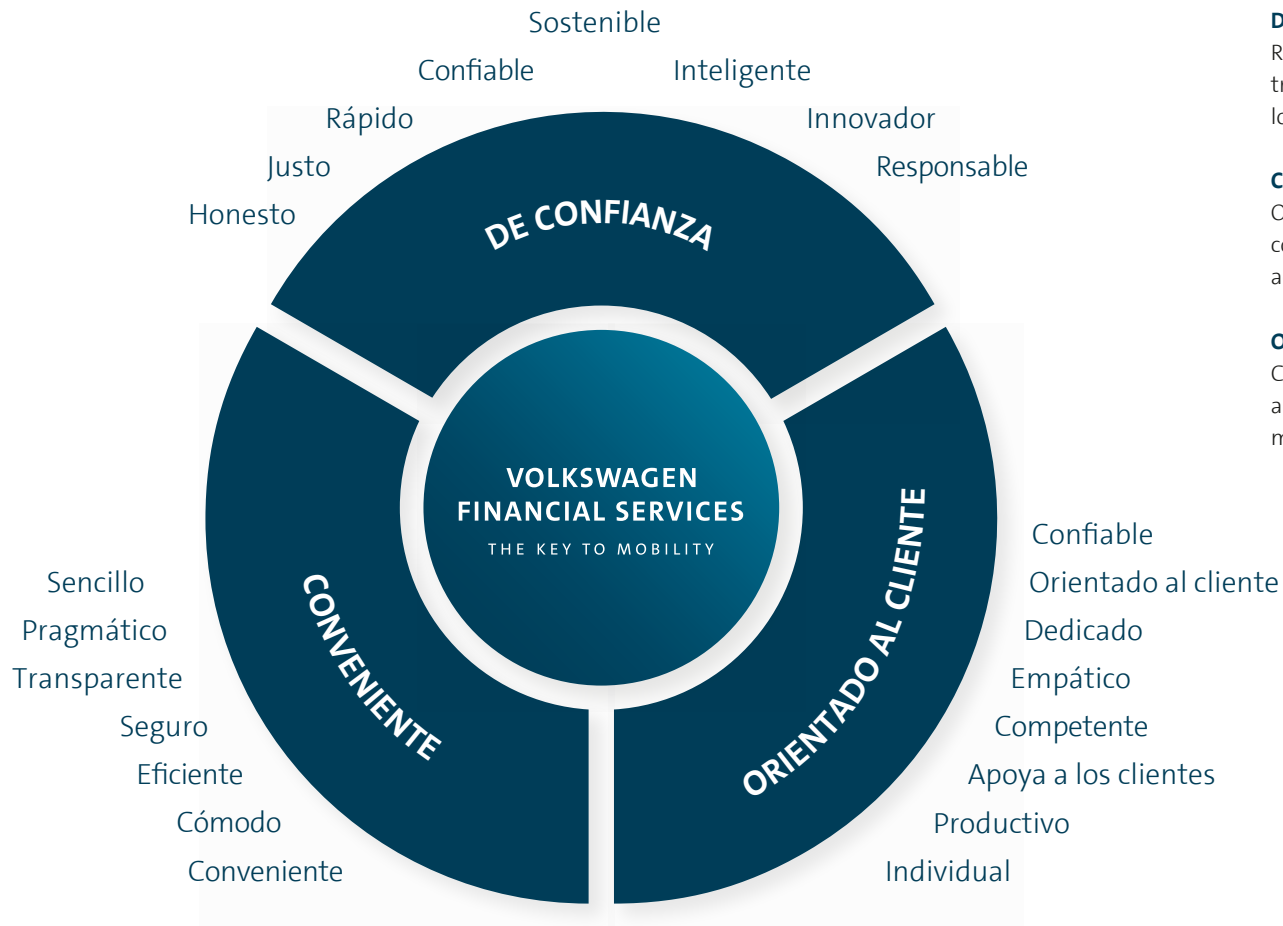 Sostenible
Confiable
Inteligente
Rápido
Innovador
Justo
Responsable
Honesto
DE CONFIANZA
VOLKSWAGEN
FINANCIAL SERVICES
THE KEY TO MOBILITY
CONVENIENTE
ORIENTADO AL CLIENTE
Sencillo
Pragmático
Transparente
Seguro
Eficiente
Cómodo
Conveniente
Confiable
Orientado al cliente
Dedicado
Empático
Competente
Apoya a los clientes
Productivo
Individual